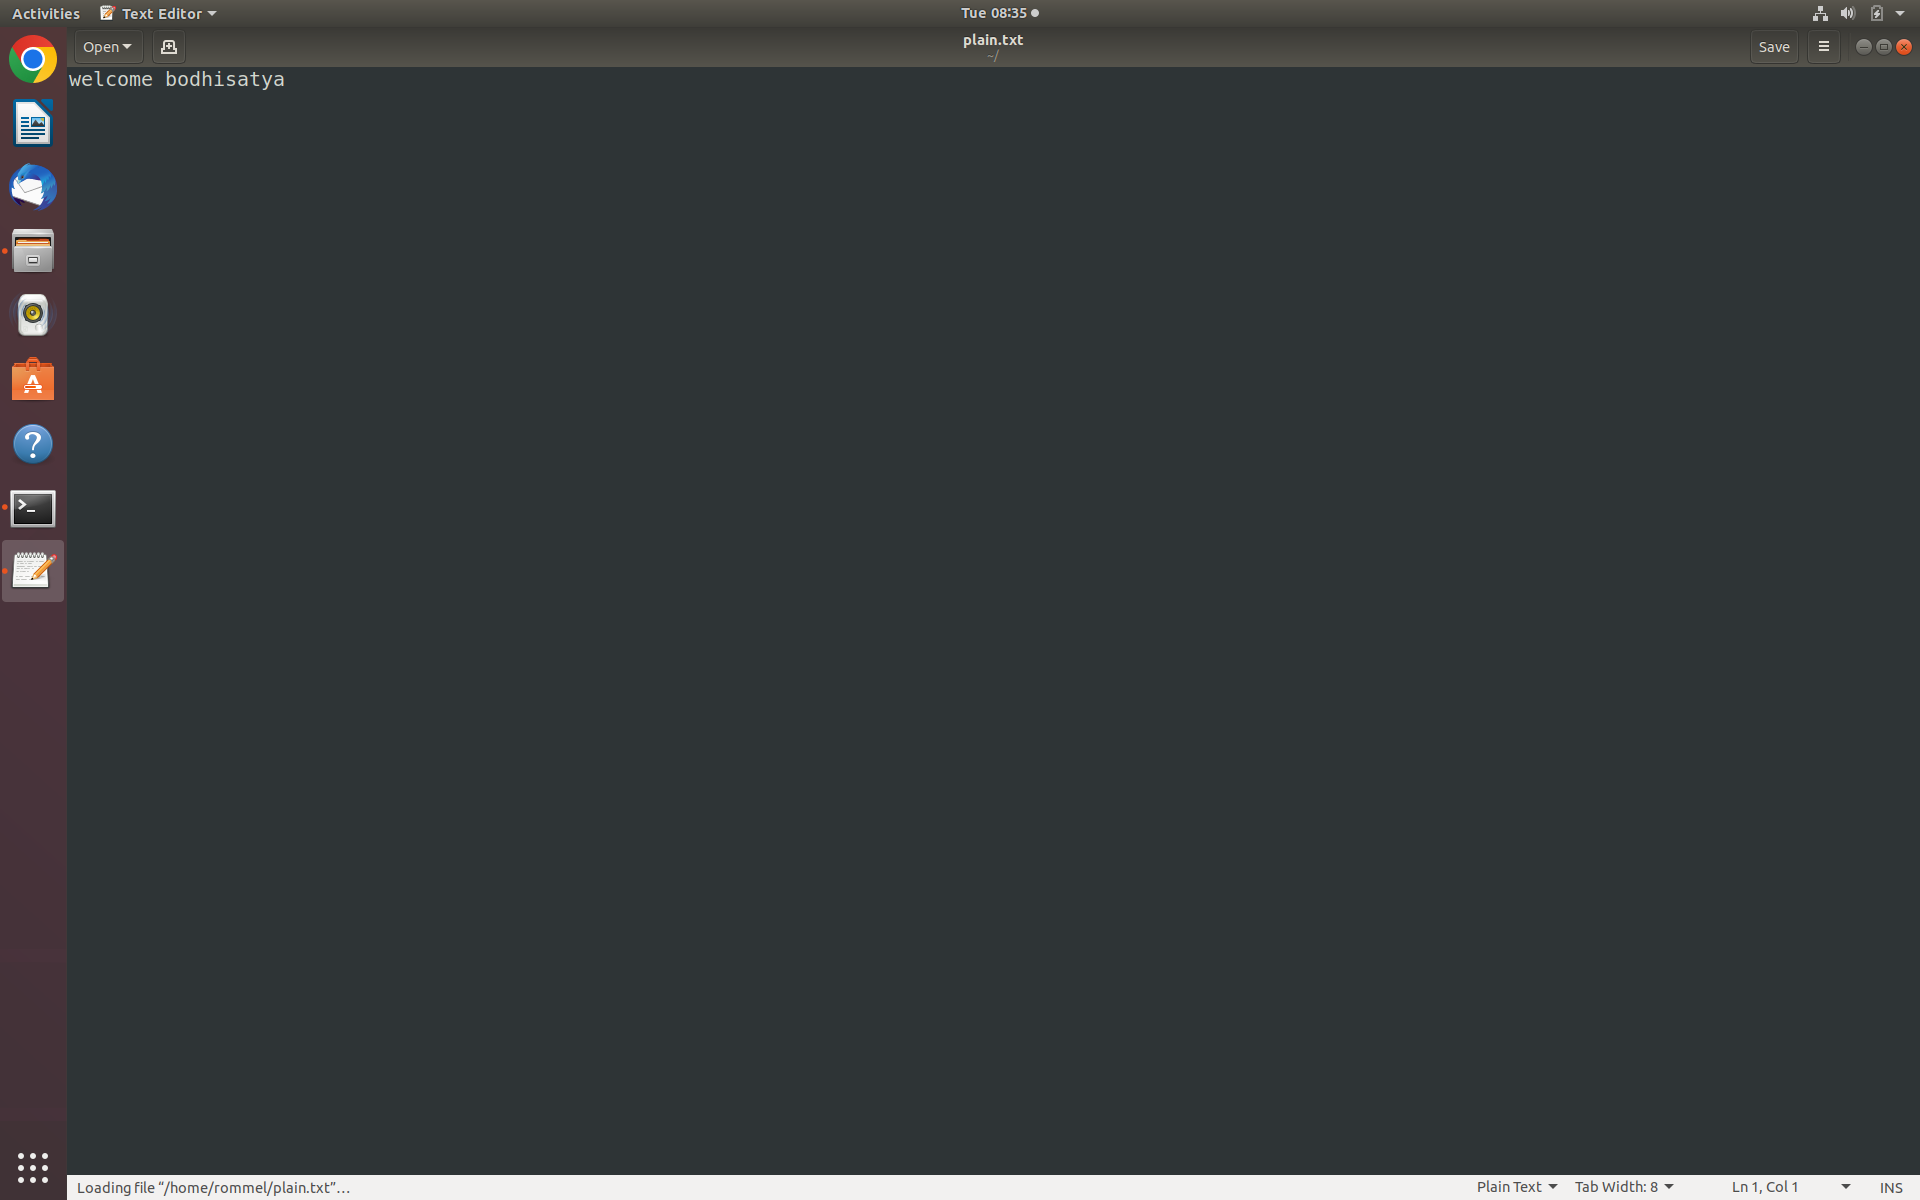 Activities Text Editor Tue 08:35
Open plain.txt Save
~/
welcome bodhisatya
Loading file “/home/rommel/plain.txt”… Plain Text Tab Width: 8 Ln 1, Col 1 INS